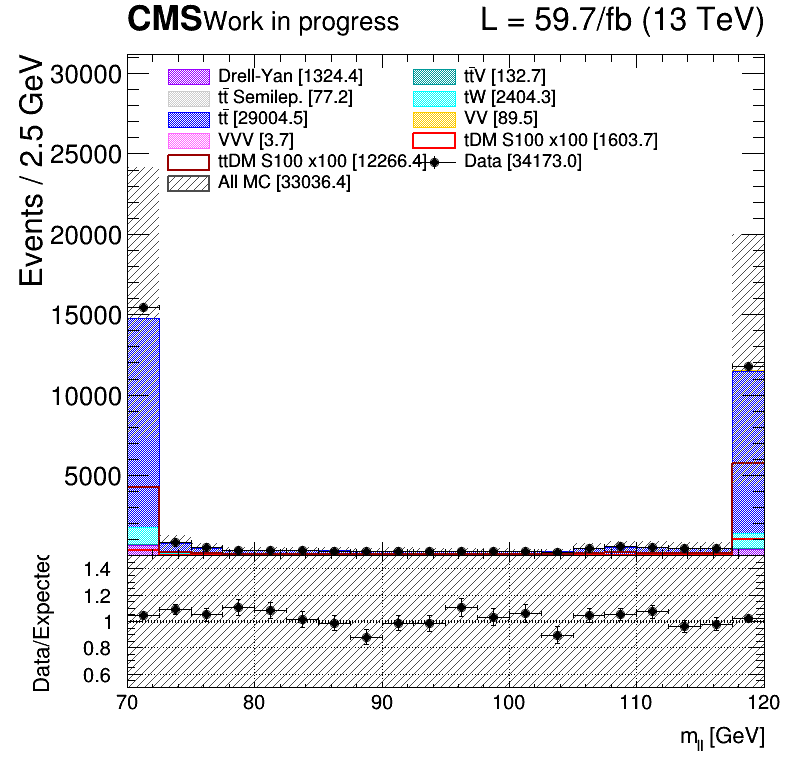 CMS Work in progress L = 59.7/fb (13 TeV)
Events / 2.5 GeV
30000
25000
20000
15000
10000
5000
Drell-Yan [1324.4]
tt̄ Semilep. [77.2]
tt̄ [29004.5]
VVV [3.7]
ttDM S100 x100 [12266.4]
All MC [33036.4]
tt̄V [132.7]
tW [2404.3]
VV [89.5]
tDM S100 x100 [1603.7]
Data [34173.0]
Data/Expected
1.4
1.2
1
0.8
0.6
70 80 90 100 110 120
m_ll [GeV]